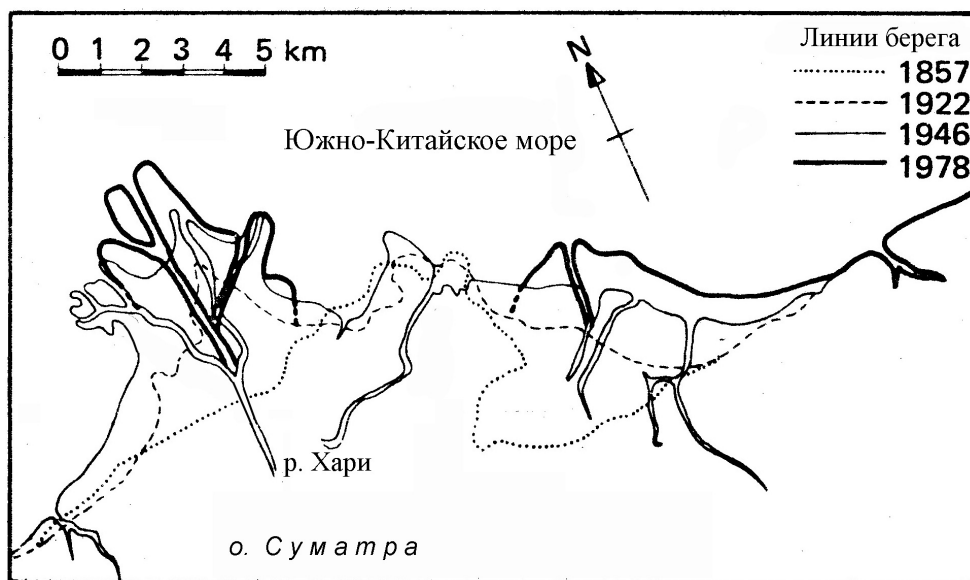 0 1 2 3 4 5 km
N
Линии берега
1857
1922
1946
1978
Южно-Китайское море
р. Хари
о. Суматра